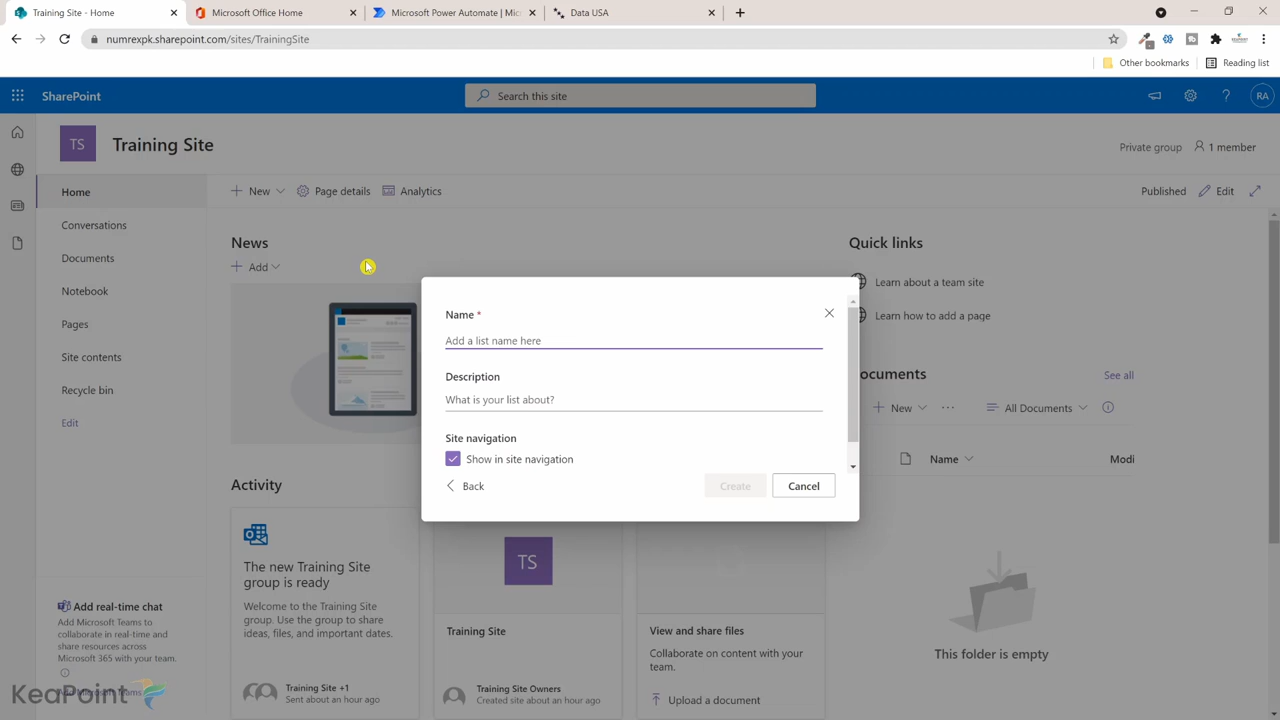 Training Site - Home
Microsoft Office Home
Microsoft Power Automate | Mic
Data USA
numrexpk.sharepoint.com/sites/TrainingSite
Other bookmarks
Reading list
SharePoint
Search this site
RA
TS
Training Site
Private group
1 member
Home
New
Page details
Analytics
Published
Edit
Conversations
Documents
Notebook
Pages
Site contents
Recycle bin
Edit
News
Add
Quick links
Learn about a team site
Learn how to add a page
Name *
Add a list name here
Description
What is your list about?
Site navigation
Show in site navigation
Back
Create
Cancel
ocuments
See all
New
All Documents
Name
Modi
This folder is empty
Activity
The new Training Site
group is ready
Welcome to the Training Site
group. Use the group to share
ideas, files, and important dates.
Training Site +1
Sent about an hour ago
TS
Training Site
Training Site Owners
Created site about an hour ago
View and share files
Collaborate on content with your
team.
Upload a document
Add real-time chat
Add Microsoft Teams to
collaborate in real-time and
share resources across
Microsoft 365 with your team.
Add Microsoft Teams
KeaPoint